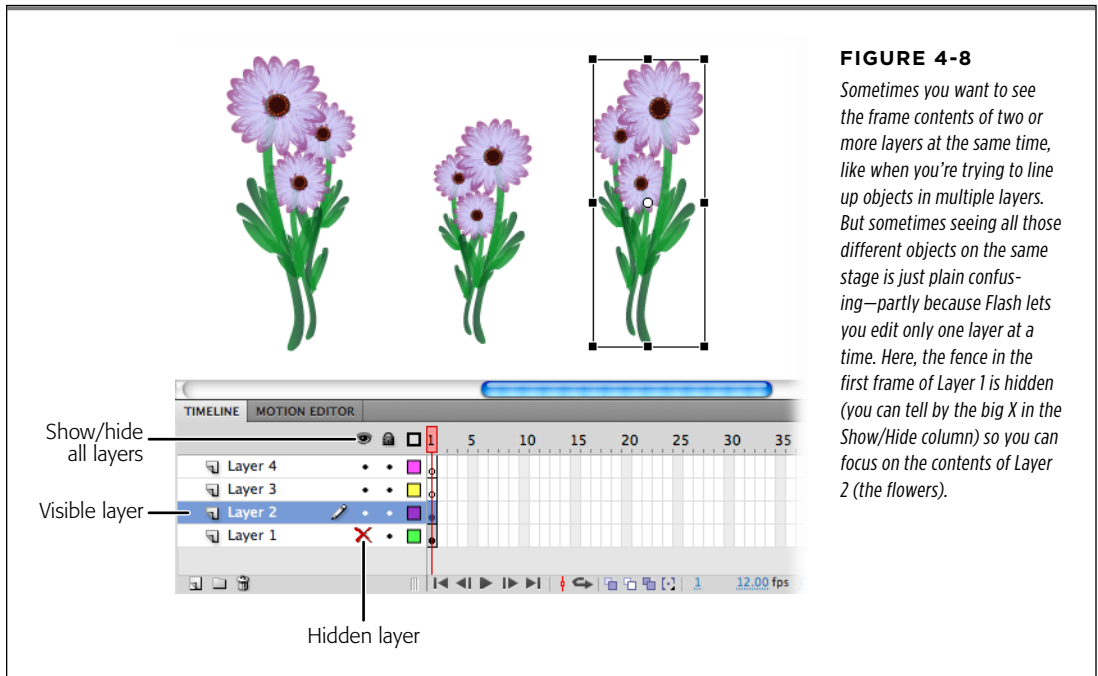 FIGURE 4-8
Sometimes you want to see
the frame contents of two or
more layers at the same time,
like when you’re trying to line
up objects in multiple layers.
But sometimes seeing all those
different objects on the same
stage is just plain confus-
ing—partly because Flash lets
you edit only one layer at a
time. Here, the fence in the
first frame of Layer 1 is hidden
(you can tell by the big X in the
Show/Hide column) so you can
focus on the contents of Layer
2 (the flowers).
TIMELINE MOTION EDITOR
Show/hide
all layers
1 5 10 15 20 25 30 35
Layer 4
Layer 3
Visible layer
Layer 2
Layer 1
1 12.00 fps
Hidden layer